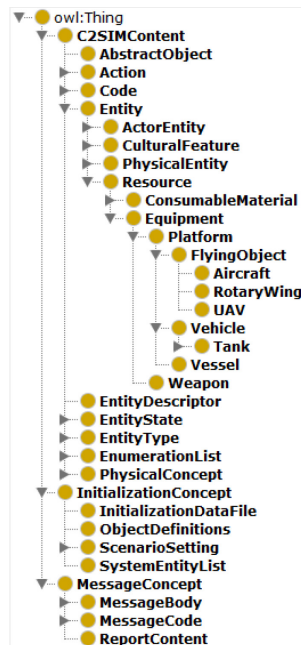 owl:Thing
C2SIMContent
AbstractObject
Action
Code
Entity
ActorEntity
CulturalFeature
PhysicalEntity
Resource
ConsumableMaterial
Equipment
Platform
FlyingObject
Aircraft
RotaryWing
UAV
Vehicle
Tank
Vessel
Weapon
EntityDescriptor
EntityState
EntityType
EnumerationList
PhysicalConcept
InitializationConcept
InitializationDataFile
ObjectDefinitions
ScenarioSetting
SystemEntityList
MessageConcept
MessageBody
MessageCode
ReportContent